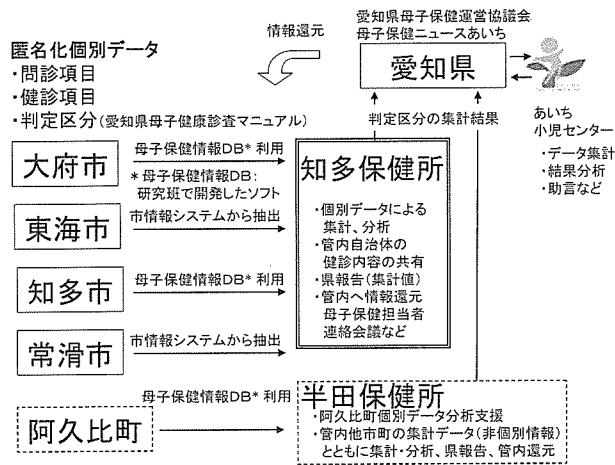 愛知県母子保健運営協議会
母子保健ニュースあいち
情報還元
愛知県
匿名化個別データ
・問診項目
・健診項目
・判定区分(愛知県母子健康診査マニュアル)
判定区分の集計結果
あいち
小児センター
・データ集計
・結果分析
・助言など
大府市
母子保健情報DB* 利用
* 母子保健情報DB:
研究班で開発したソフト
東海市
市情報システムから抽出
知多市
母子保健情報DB* 利用
常滑市
市情報システムから抽出
阿久比町
母子保健情報DB* 利用
知多保健所
・個別データによる
集計、分析
・管内自治体の
健診内容の共有
・県報告(集計値)
・管内へ情報還元
母子保健担当者
連絡会議など
半田保健所
・阿久比町個別データ分析支援
・管内他市町の集計データ(非個別情報)
とともに集計・分析、県報告、管内還元